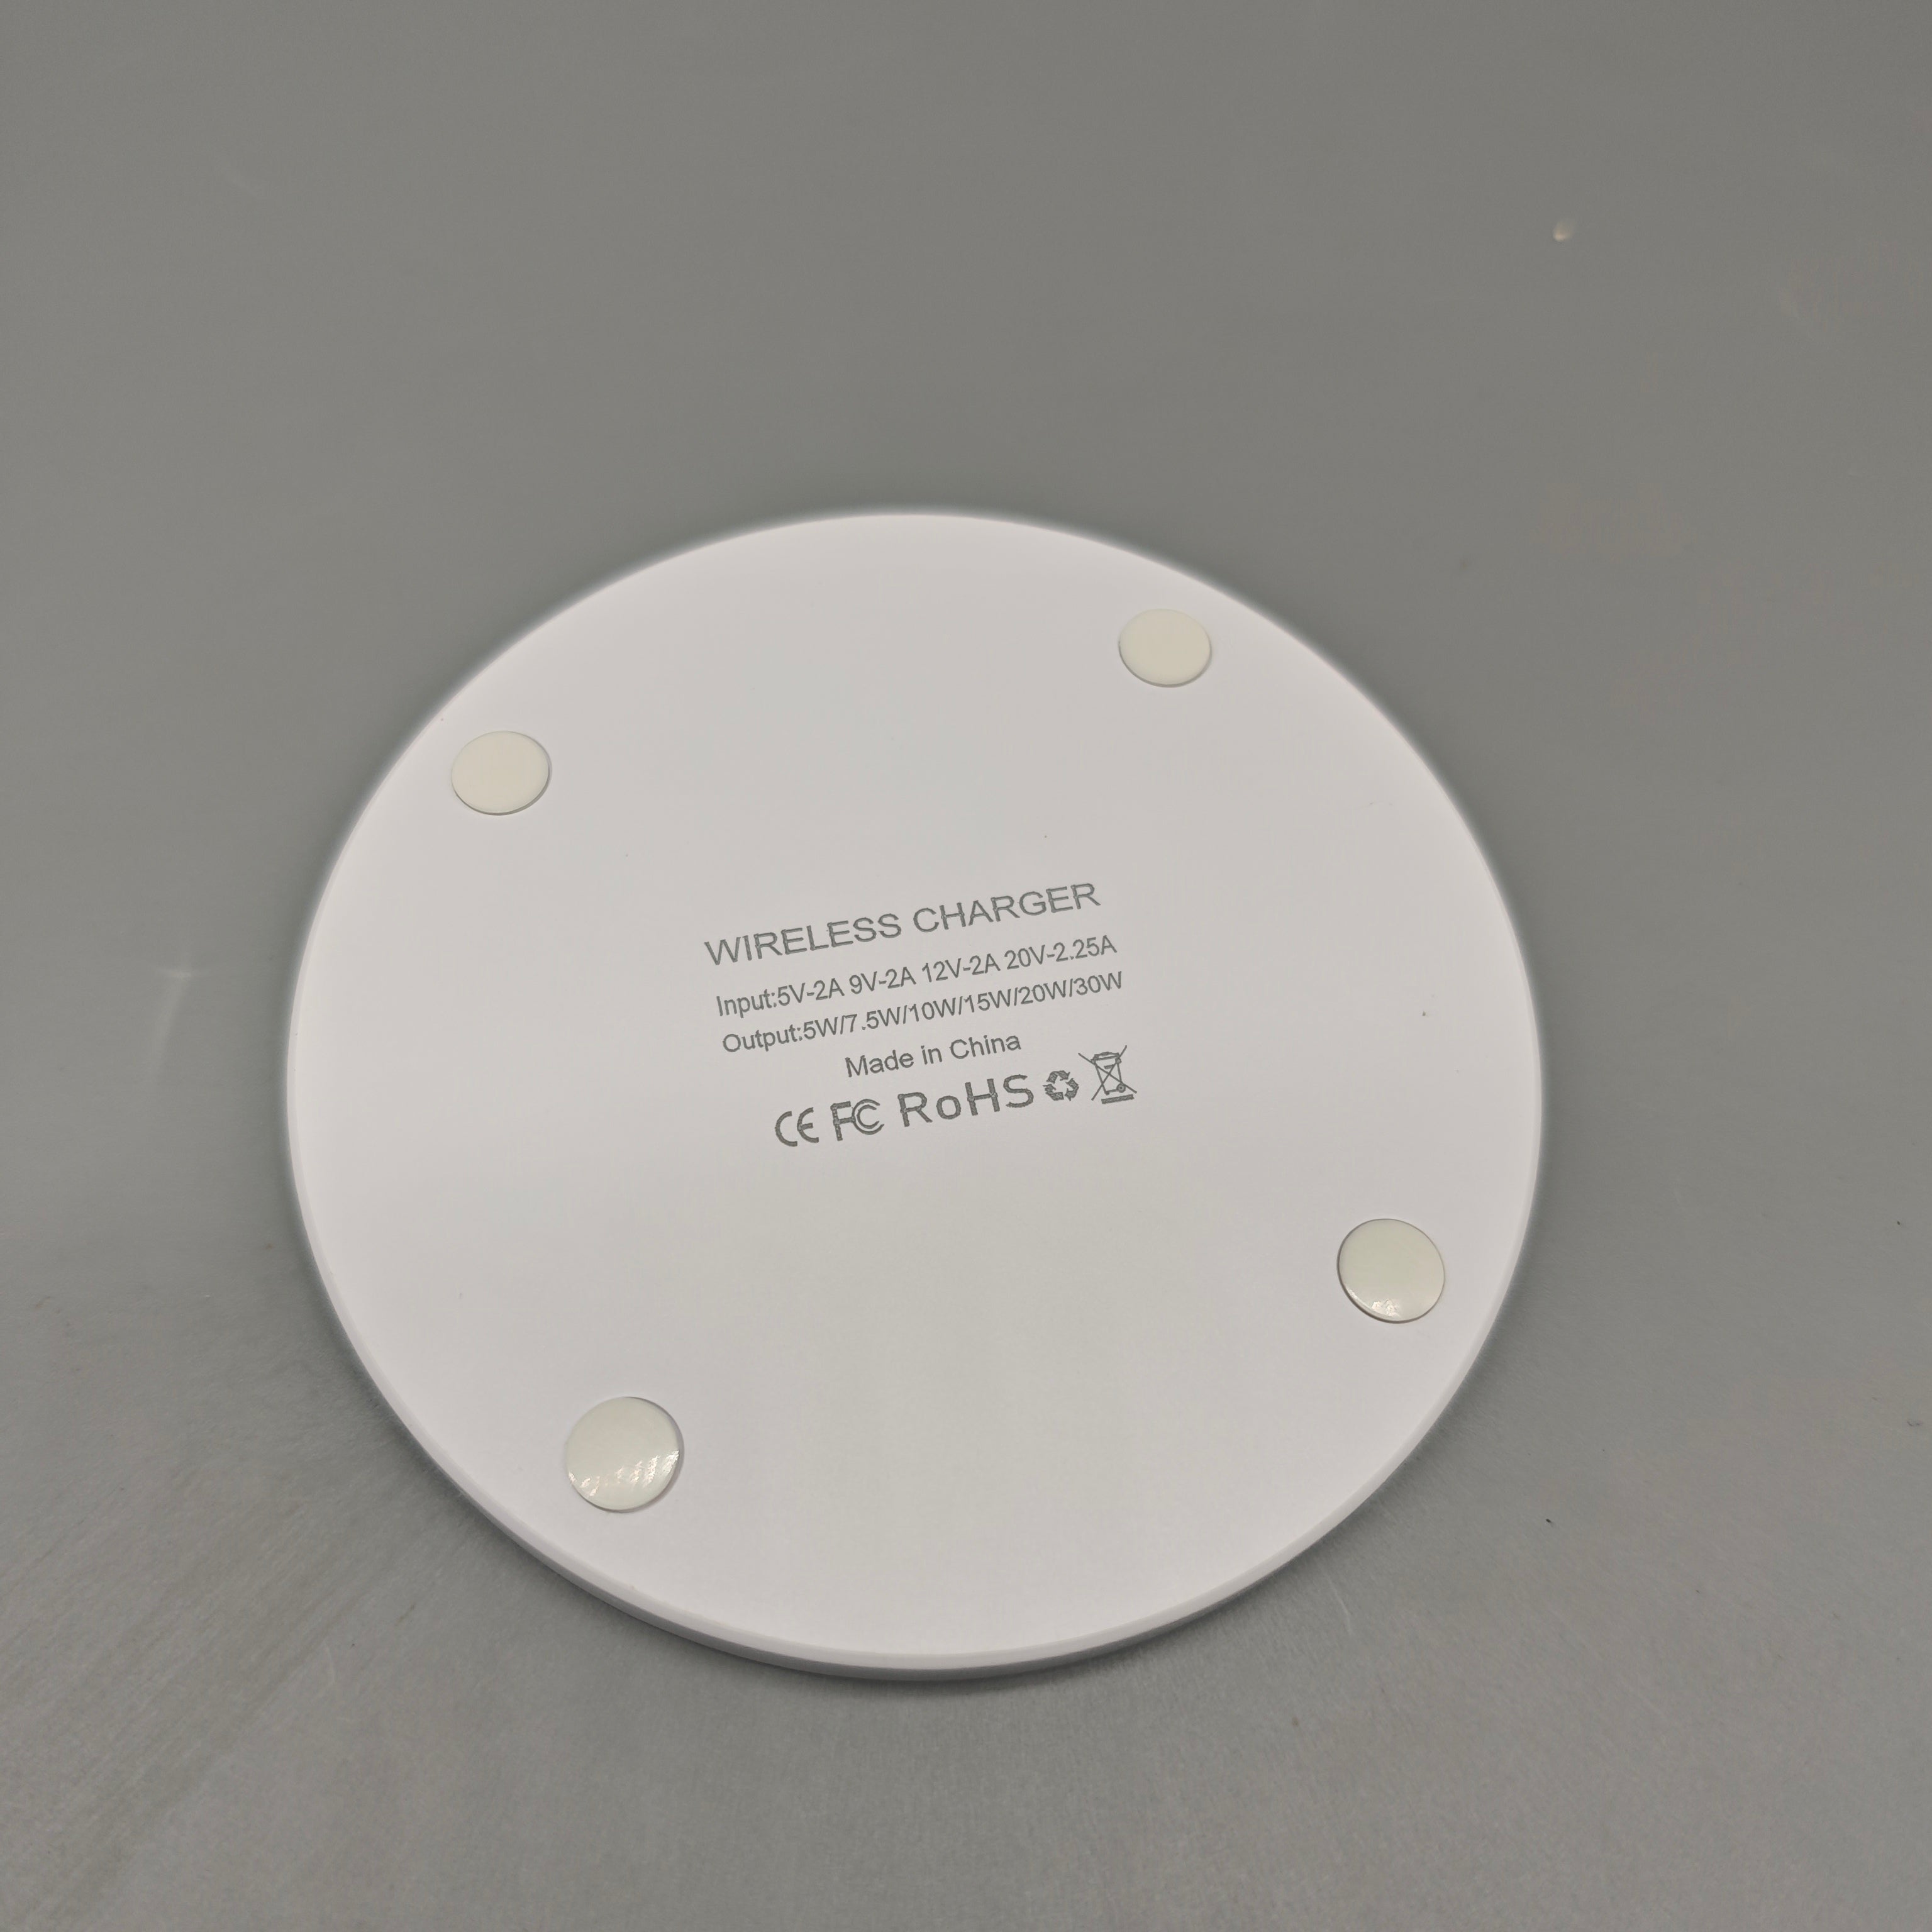 WIRELESS CHARGER
Input:5V-2A 9V-2A 12V-2A 20V-2.25A
Output:5W/7.5W/10W/15W/20W/30W
Made in China
CE FC RoHS